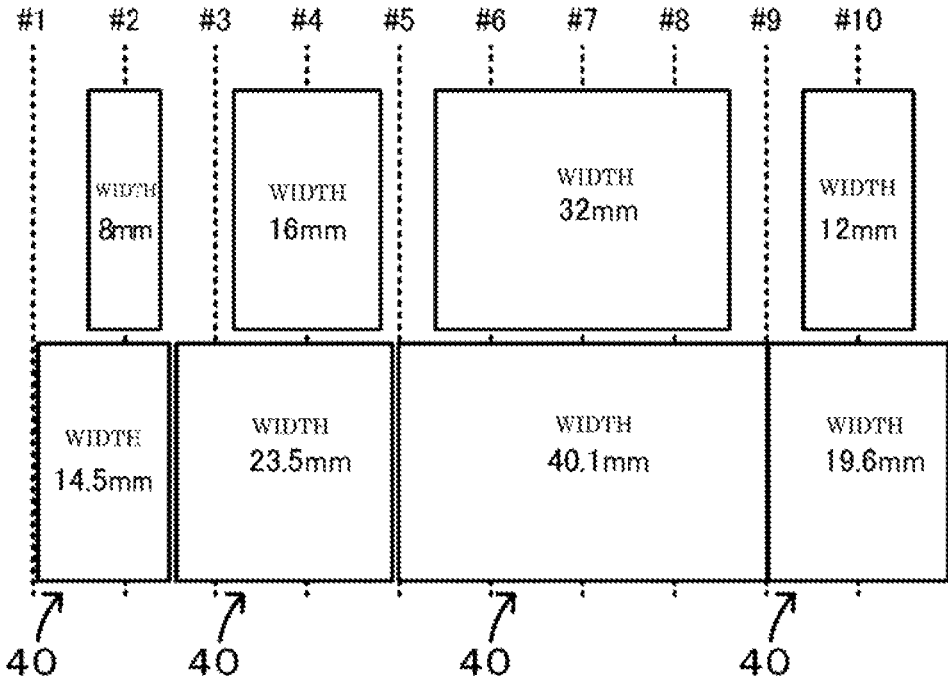 #1 #2 #3 #4 #5 #6 #7 #8 #9 #10
WIDTH
8mm
WIDTH
16mm
WIDTH
32mm
WIDTH
12mm
WIDTH
14.5mm
WIDTH
23.5mm
WIDTH
40.1mm
WIDTH
19.6mm
40 40 40 40